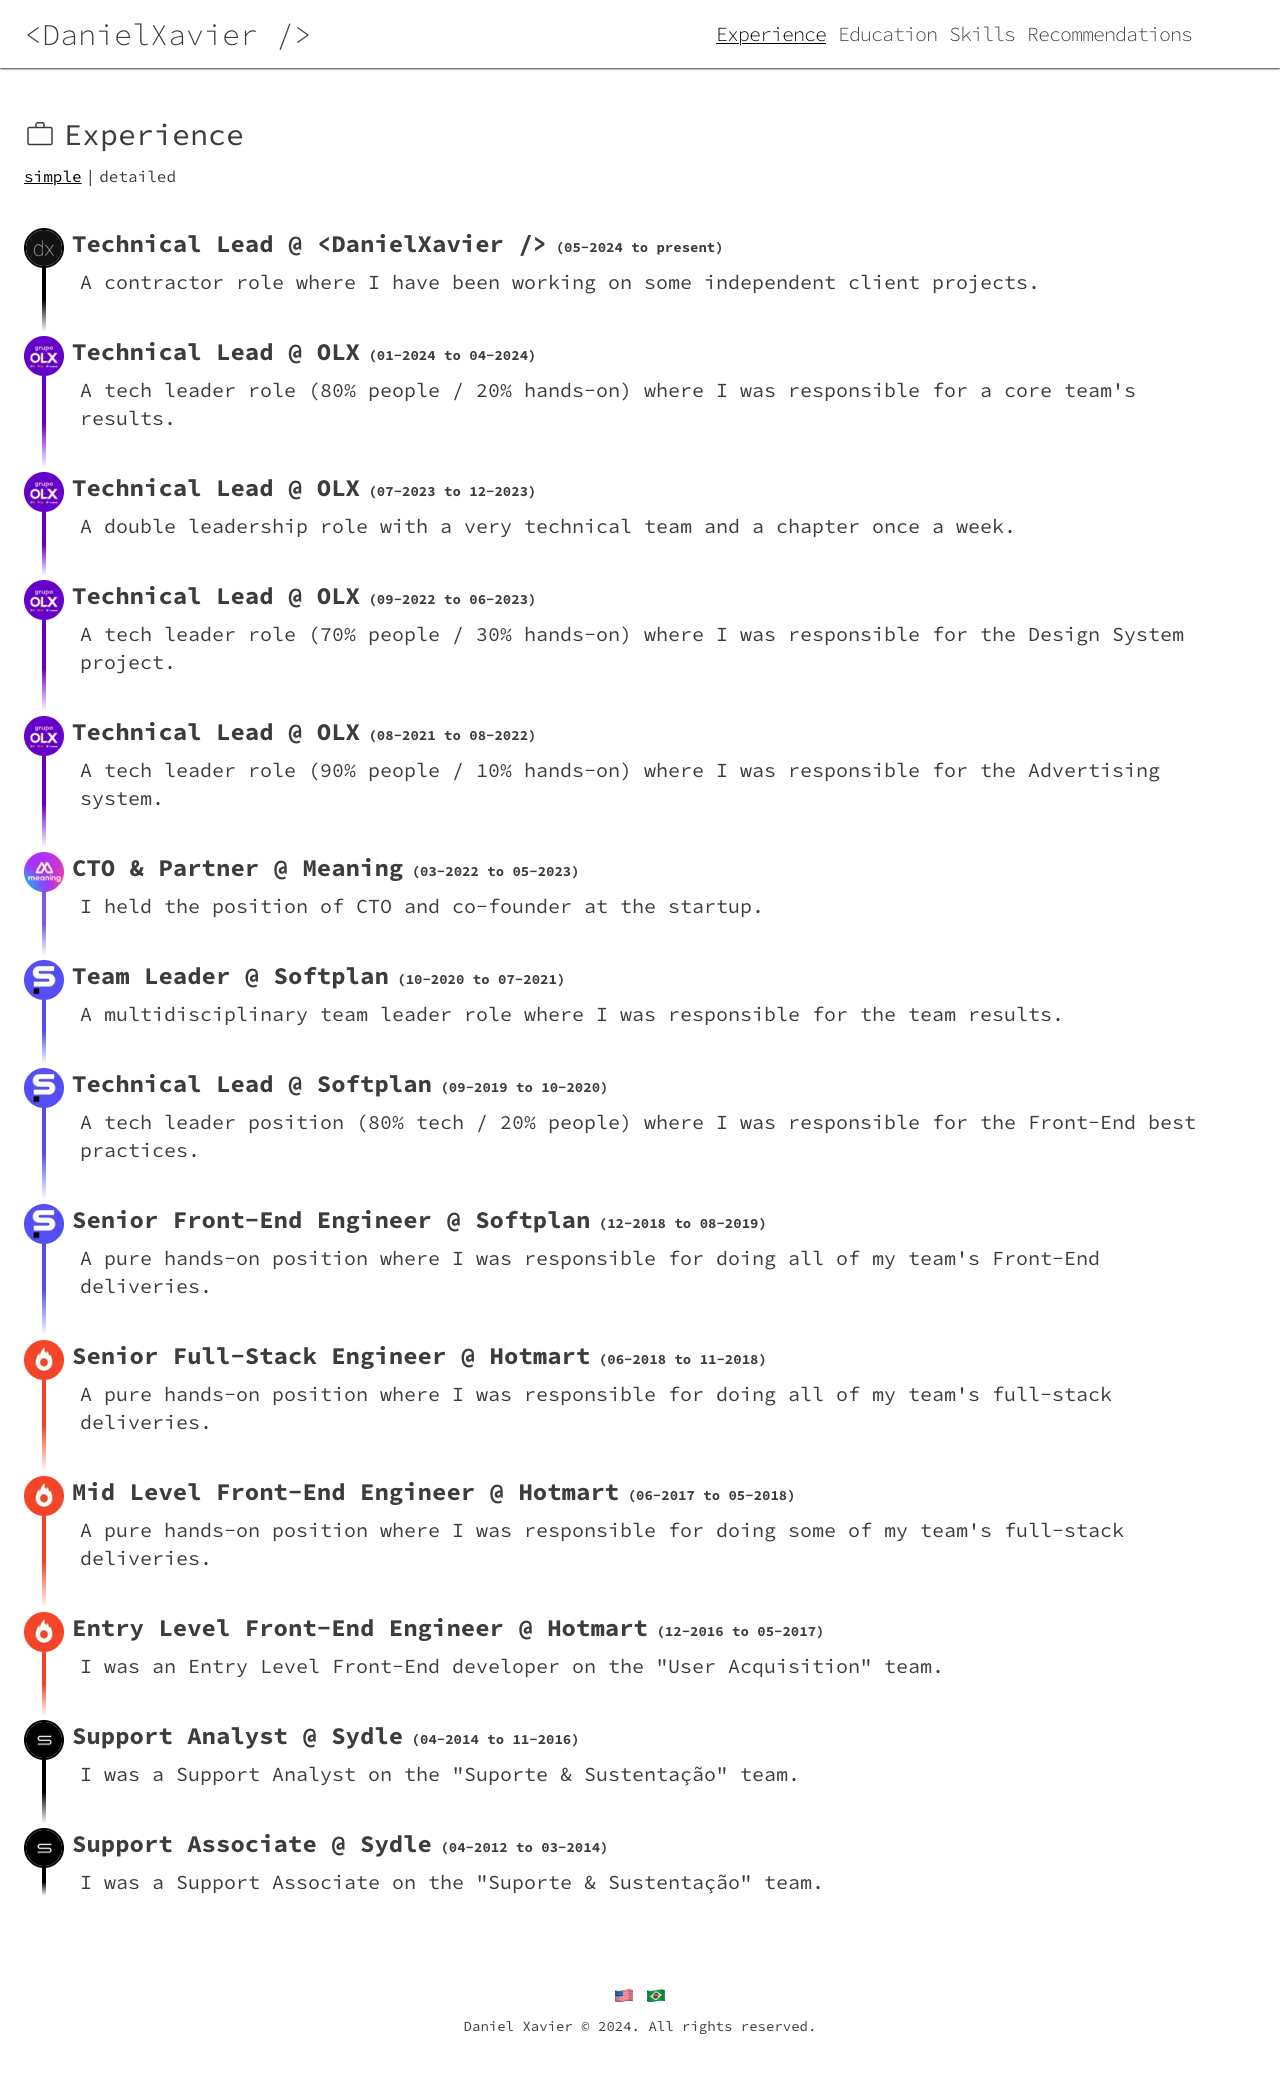 <DanielXavier />
Experience Education Skills Recommendations
Experience
simple | detailed
dx
Technical Lead @ <DanielXavier /> (05-2024 to present)
A contractor role where I have been working on some independent client projects.
grupo
OLX
Technical Lead @ OLX (01-2024 to 04-2024)
A tech leader role (80% people / 20% hands-on) where I was responsible for a core team's
results.
grupo
OLX
Technical Lead @ OLX (07-2023 to 12-2023)
A double leadership role with a very technical team and a chapter once a week.
grupo
OLX
Technical Lead @ OLX (09-2022 to 06-2023)
A tech leader role (70% people / 30% hands-on) where I was responsible for the Design System
project.
grupo
OLX
Technical Lead @ OLX (08-2021 to 08-2022)
A tech leader role (90% people / 10% hands-on) where I was responsible for the Advertising
system.
meaning
CTO & Partner @ Meaning (03-2022 to 05-2023)
I held the position of CTO and co-founder at the startup.
Team Leader @ Softplan (10-2020 to 07-2021)
A multidisciplinary team leader role where I was responsible for the team results.
Technical Lead @ Softplan (09-2019 to 10-2020)
A tech leader position (80% tech / 20% people) where I was responsible for the Front-End best
practices.
Senior Front-End Engineer @ Softplan (12-2018 to 08-2019)
A pure hands-on position where I was responsible for doing all of my team's Front-End
deliveries.
Senior Full-Stack Engineer @ Hotmart (06-2018 to 11-2018)
A pure hands-on position where I was responsible for doing all of my team's full-stack
deliveries.
Mid Level Front-End Engineer @ Hotmart (06-2017 to 05-2018)
A pure hands-on position where I was responsible for doing some of my team's full-stack
deliveries.
Entry Level Front-End Engineer @ Hotmart (12-2016 to 05-2017)
I was an Entry Level Front-End developer on the "User Acquisition" team.
Support Analyst @ Sydle (04-2014 to 11-2016)
I was a Support Analyst on the "Suporte & Sustentação" team.
Support Associate @ Sydle (04-2012 to 03-2014)
I was a Support Associate on the "Suporte & Sustentação" team.
Daniel Xavier © 2024. All rights reserved.